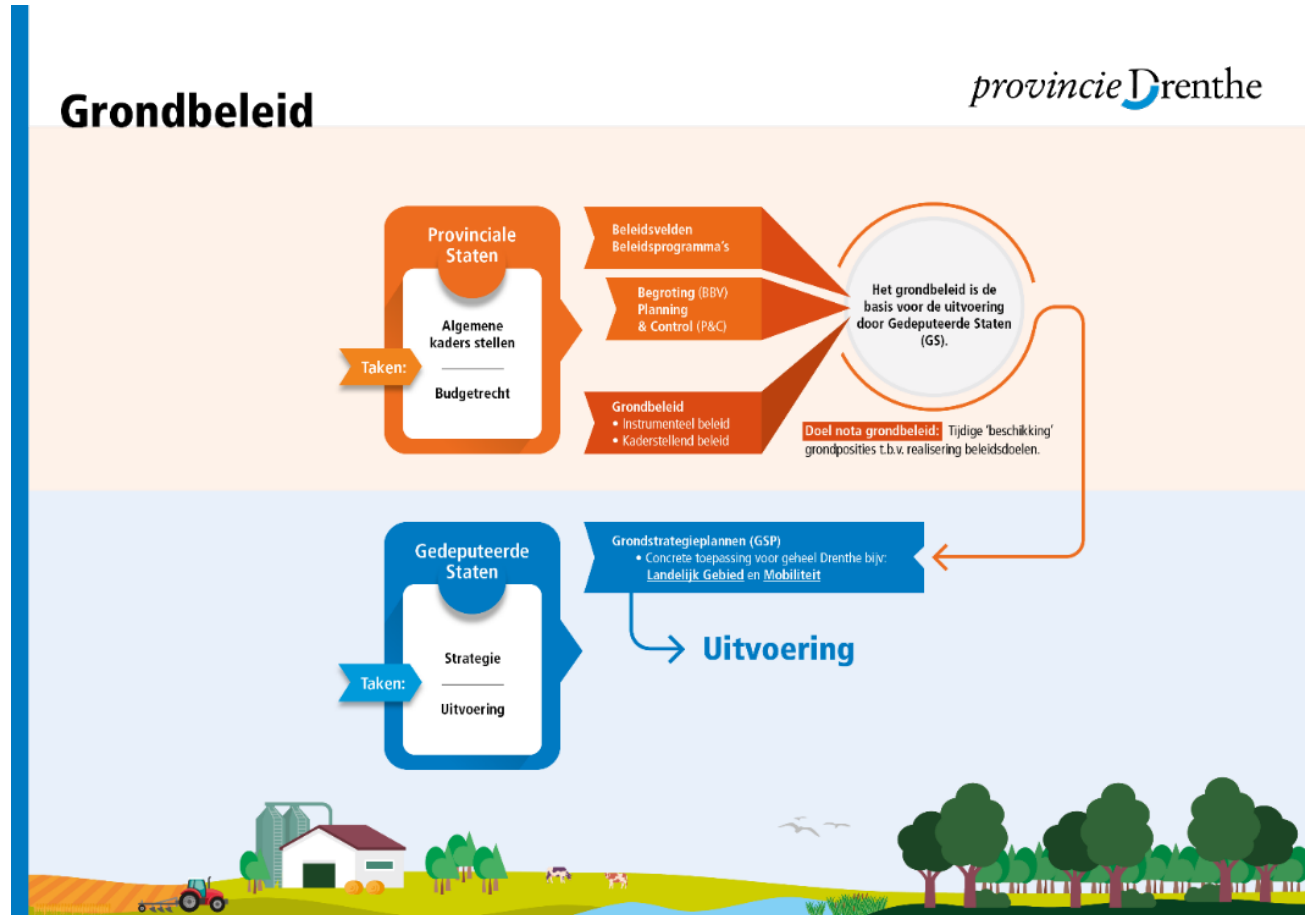 Grondbeleid
provincie Drenthe
Provinciale
Staten
Taken:
Algemene
kaders stellen
Budgetrecht
Beleidsvelden
Beleidsprogramma's
Begroting (BBV)
Planning
& Control (P&C)
Grondbeleid
• Instrumenteel beleid
• Kaderstellend beleid
Het grondbeleid is de
basis voor de uitvoering
door Gedeputeerde Staten
(GS).
Doel nota grondbeleid: Tijdige 'beschikking'
grondposities t.b.v. realisering beleidsdoelen.
Gedeputeerde
Staten
Taken:
Strategie
Uitvoering
Grondstrategieplannen (GSP)
• Concrete toepassing voor geheel Drenthe bijv:
Landelijk Gebied en Mobiliteit
Uitvoering